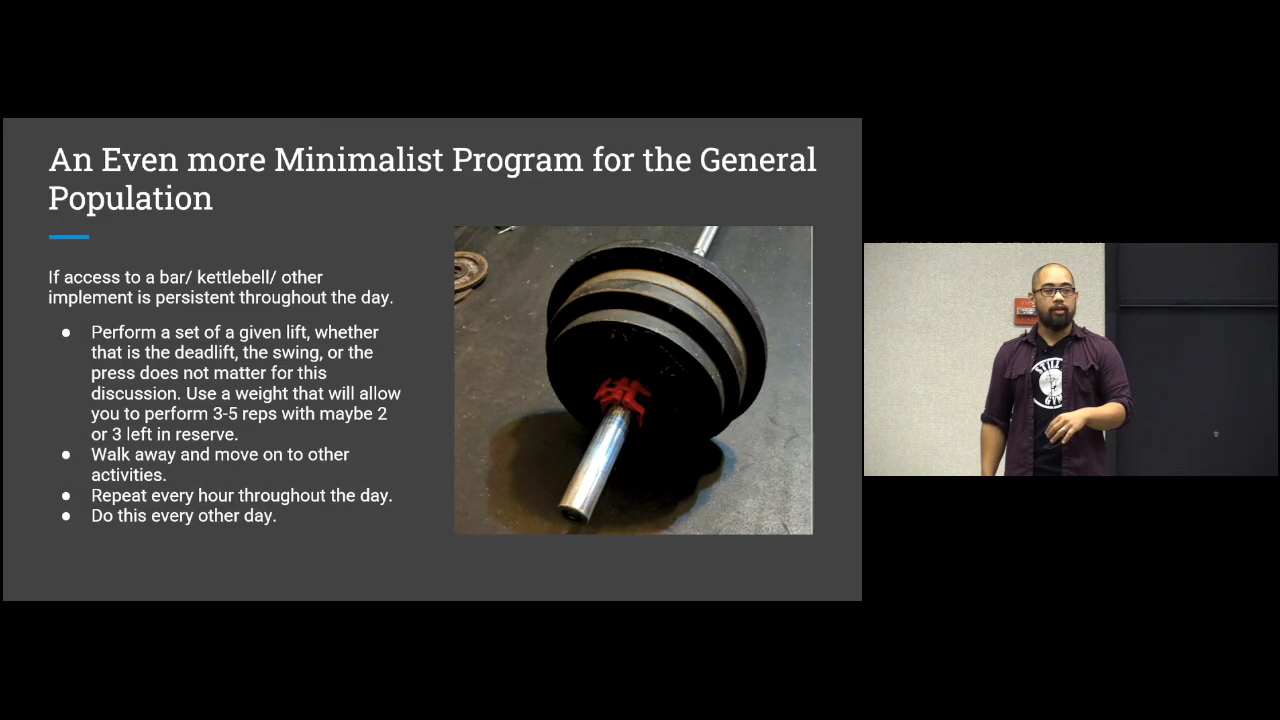 An Even more Minimalist Program for the General
Population
If access to a bar/ kettlebell/ other
implement is persistent throughout the day.
● Perform a set of a given lift, whether
that is the deadlift, the swing, or the
press does not matter for this
discussion. Use a weight that will allow
you to perform 3-5 reps with maybe 2
or 3 left in reserve.
● Walk away and move on to other
activities.
● Repeat every hour throughout the day.
● Do this every other day.